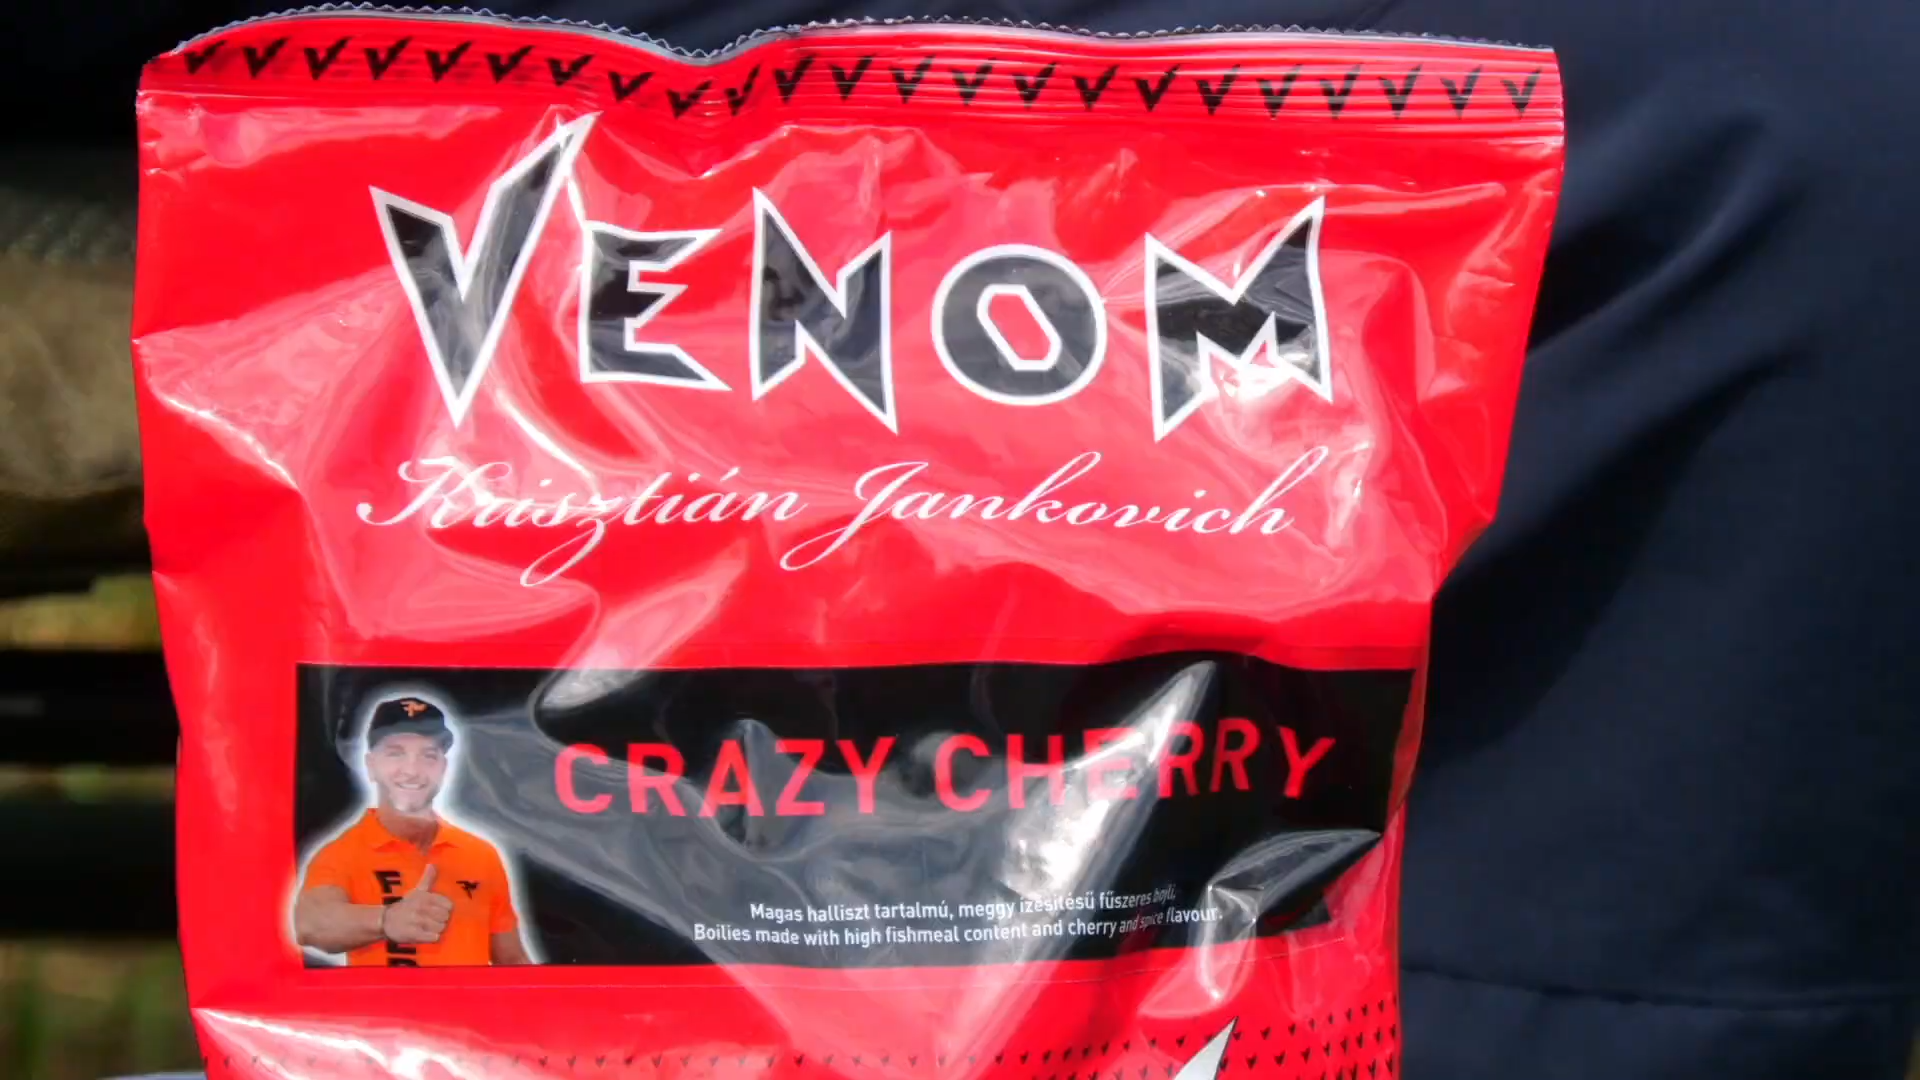 VENOM
Krisztián Jankovich
CRAZY CHERRY
Magas halliszt tartalmú, meggy ízesítésű fűszeres bojli,
Boilies made with high fishmeal content and cherry and spice flavour.